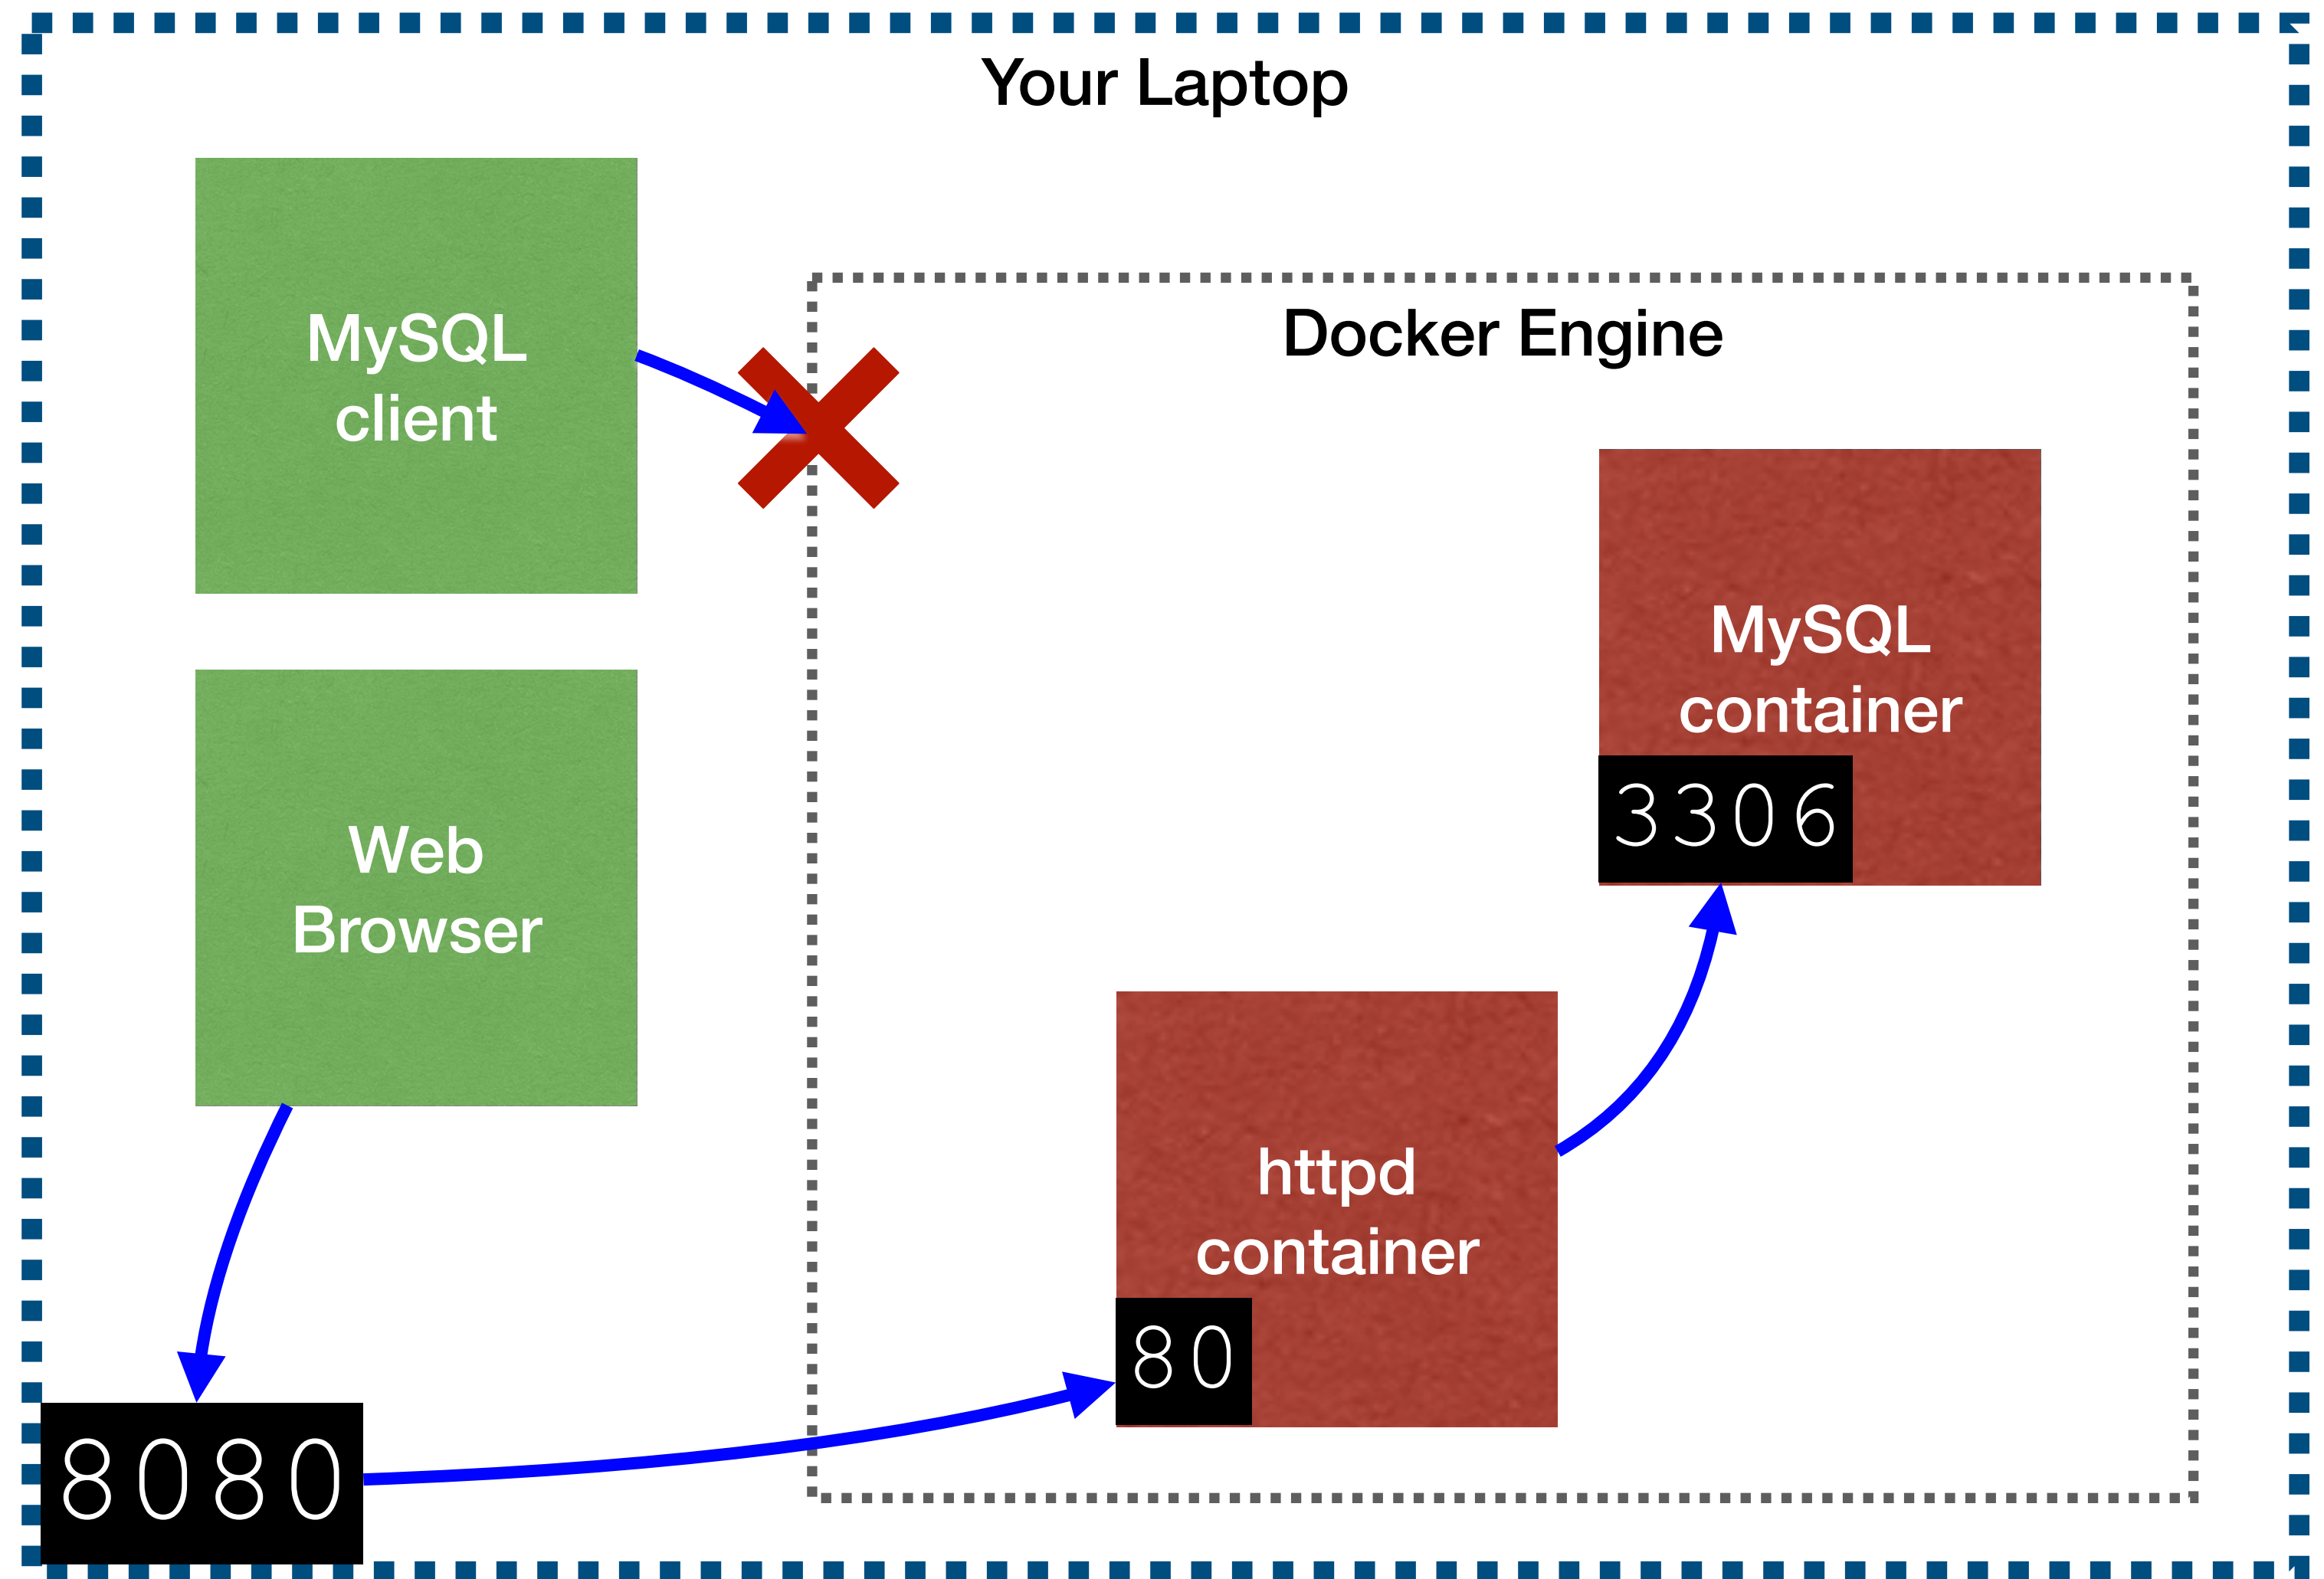 Your Laptop
MySQL
client
Docker Engine
MySQL
container
3306
Web
Browser
httpd
container
80
8080